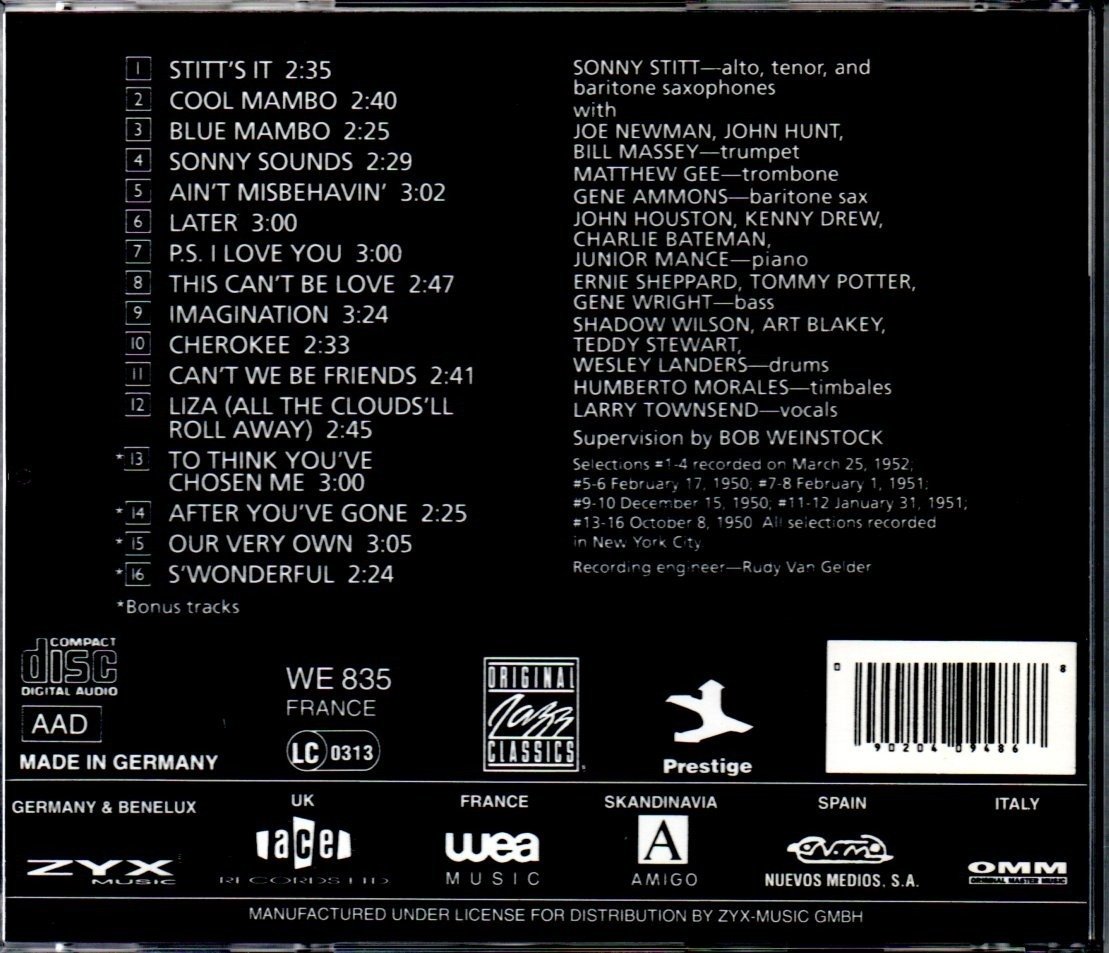 1 STITT'S IT 2:35
2 COOL MAMBO 2:40
3 BLUE MAMBO 2:25
4 SONNY SOUNDS 2:29
5 AIN'T MISBEHAVIN' 3:02
6 LATER 3:00
7 P.S. I LOVE YOU 3:00
8 THIS CAN'T BE LOVE 2:47
9 IMAGINATION 3:24
10 CHEROKEE 2:33
11 CAN'T WE BE FRIENDS 2:41
12 LIZA (ALL THE CLOUDS'LL
ROLL AWAY) 2:45
*13 TO THINK YOU'VE
CHOSEN ME 3:00
*14 AFTER YOU'VE GONE 2:25
*15 OUR VERY OWN 3:05
*16 S'WONDERFUL 2:24
*Bonus tracks
SONNY STITT—alto, tenor, and
baritone saxophones
with
JOE NEWMAN, JOHN HUNT,
BILL MASSEY—trumpet
MATTHEW GEE—trombone
GENE AMMONS—baritone sax
JOHN HOUSTON, KENNY DREW,
CHARLIE BATEMAN,
JUNIOR MANCE—piano
ERNIE SHEPPARD, TOMMY POTTER,
GENE WRIGHT—bass
SHADOW WILSON, ART BLAKEY,
TEDDY STEWART,
WESLEY LANDERS—drums
HUMBERTO MORALES—timbales
LARRY TOWNSEND—vocals
Supervision by BOB WEINSTOCK
Selections #1-4 recorded on March 25, 1952;
#5-6 February 17, 1950; #7-8 February 1, 1951;
#9-10 December 15, 1950; #11-12 January 31, 1951;
#13-16 October 8, 1950 All selections recorded
in New York City
Recording engineer—Rudy Van Gelder
COMPACT
disc
DIGITAL AUDIO
AAD
MADE IN GERMANY
WE 835
FRANCE
LC 0313
ORIGINAL
Jazz
CLASSICS
Prestige
0 90204 09486 8
GERMANY & BENELUX
ZYX
MUSIC
UK
ace
RECORDS LTD.
FRANCE
wea
MUSIC
SKANDINAVIA
A
AMIGO
SPAIN
N.M.
NUEVOS MEDIOS, S.A.
ITALY
OMM
ORIGINAL MASTER MUSIC
MANUFACTURED UNDER LICENSE FOR DISTRIBUTION BY ZYX-MUSIC GMBH